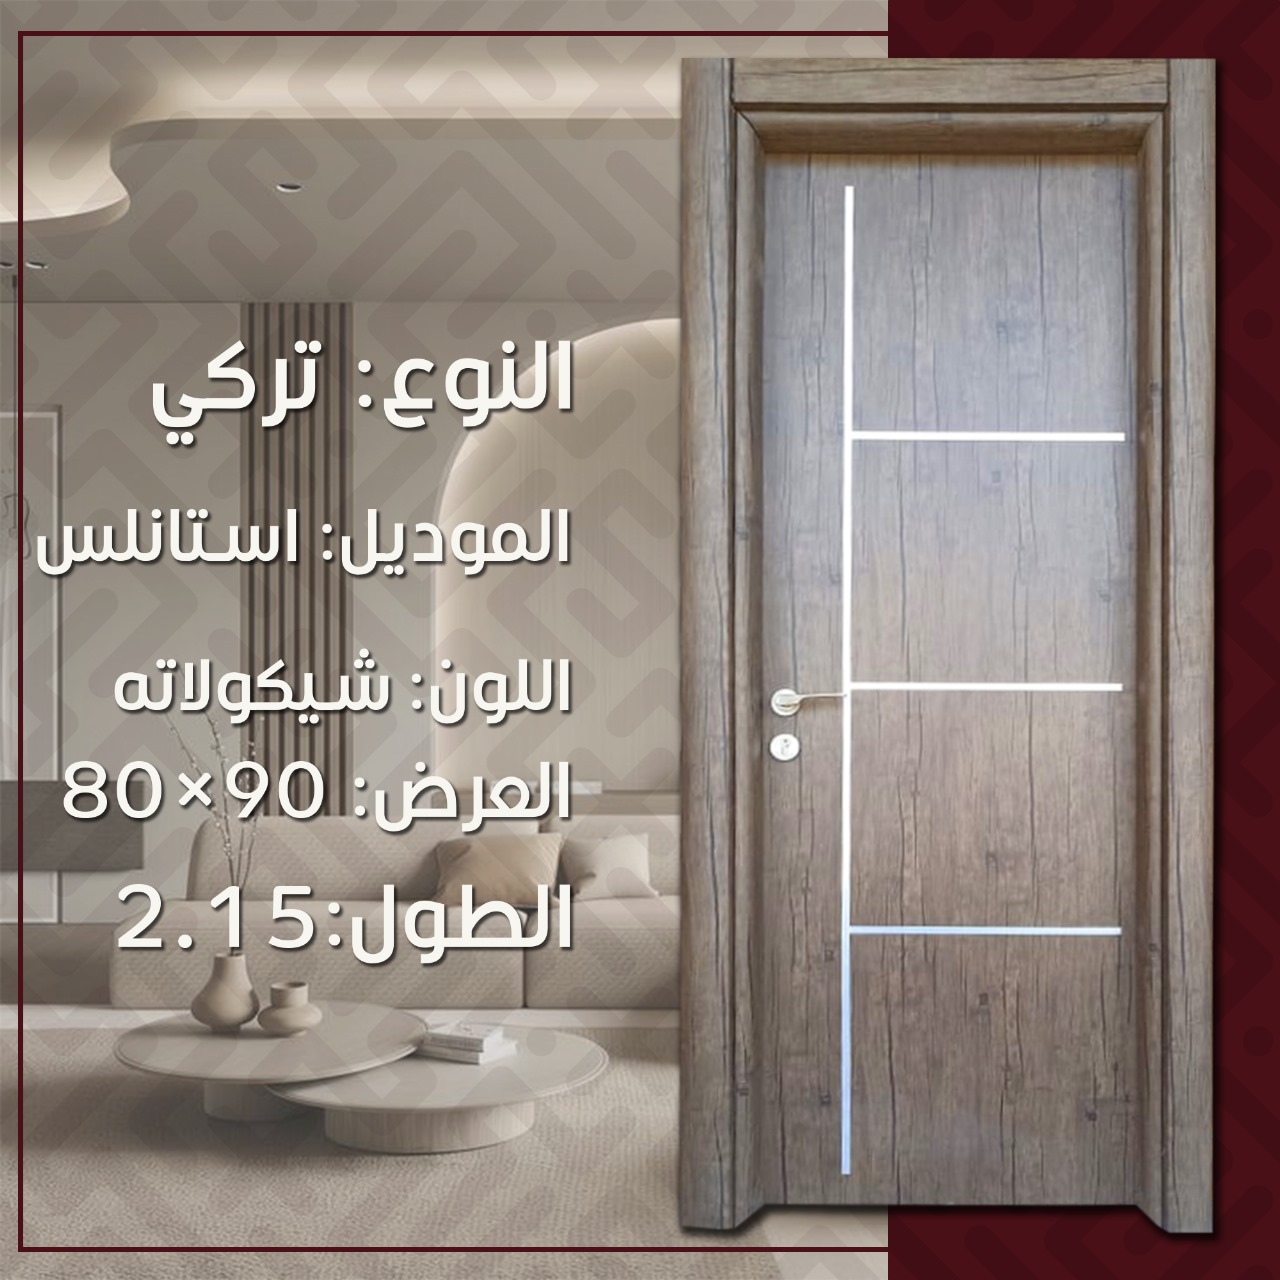 النوع: تركي
الموديل: استانلس
اللون: شيكولاته
العرض: 90×80
الطول:2.15